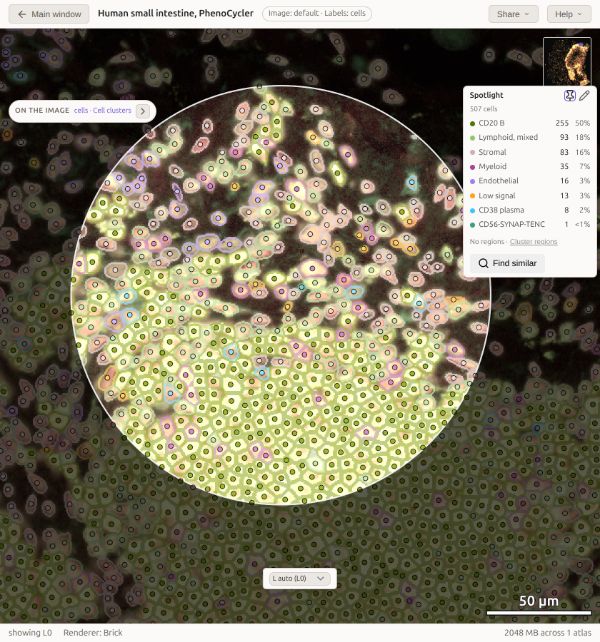 Main window
Human small intestine, PhenoCycler
Image: default · Labels: cells
Share
Help
ON THE IMAGE cells · Cell clusters
Spotlight
507 cells
CD20 B 255 50%
Lymphoid, mixed 93 18%
Stromal 83 16%
Myeloid 35 7%
Endothelial 16 3%
Low signal 13 3%
CD38 plasma 8 2%
CD56-SYNAP-TENC 1 <1%
No regions · Cluster regions
Find similar
L auto (L0)
50 µm
showing L0 Renderer: Brick
2048 MB across 1 atlas